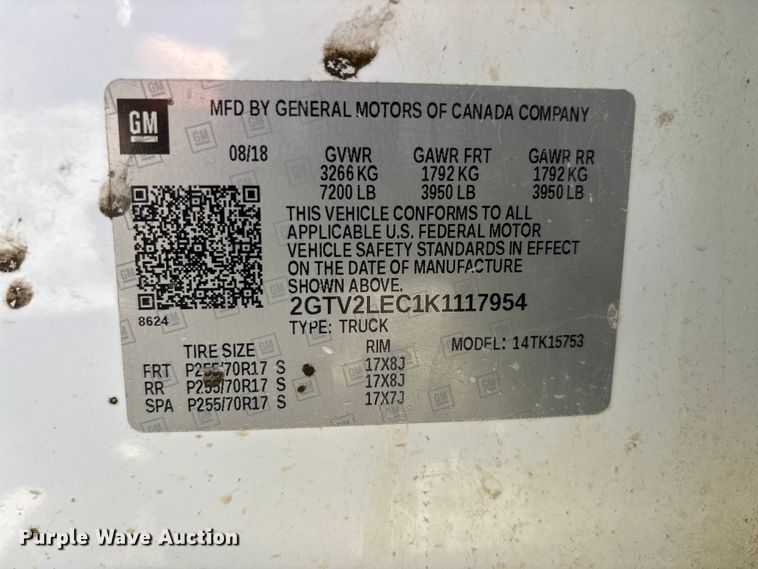 GM
MFD BY GENERAL MOTORS OF CANADA COMPANY
08/18 GVWR GAWR FRT GAWR RR
3266 KG 1792 KG 1792 KG
7200 LB 3950 LB 3950 LB
THIS VEHICLE CONFORMS TO ALL
APPLICABLE U.S. FEDERAL MOTOR
VEHICLE SAFETY STANDARDS IN EFFECT
ON THE DATE OF MANUFACTURE
SHOWN ABOVE.
8624 2GTV2LEC1K1117954
TYPE: TRUCK
TIRE SIZE RIM MODEL: 14TK15753
FRT P255/70R17 S 17X8J
RR P255/70R17 S 17X8J
SPA P255/70R17 S 17X7J
Purple Wave Auction